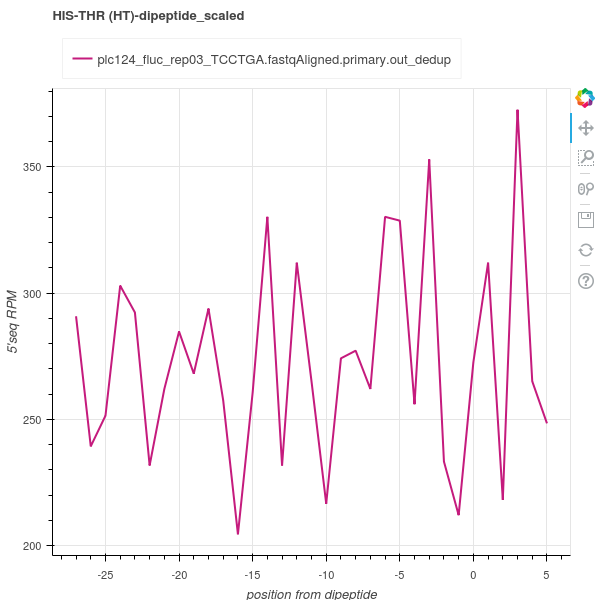 HIS-THR (HT)-dipeptide_scaled
plc124_fluc_rep03_TCCTGA.fastqAligned.primary.out_dedup
350
300
250
200
5'seq RPM
-25 -20 -15 -10 -5 0 5
position from dipeptide